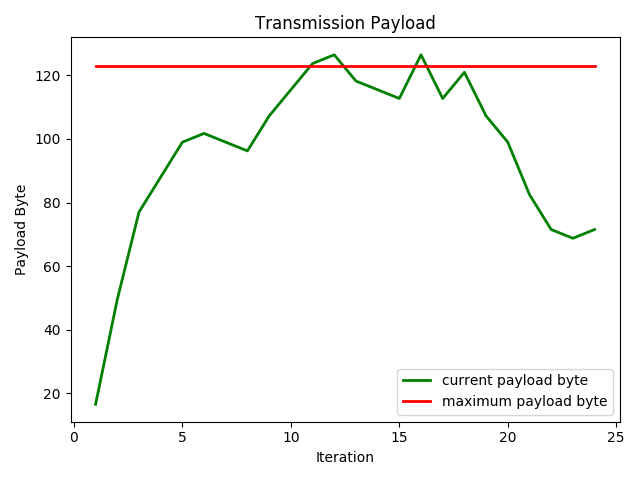 Transmission Payload
Payload Byte
120
100
80
60
40
20
0
5
10
15
20
25
Iteration
current payload byte
maximum payload byte